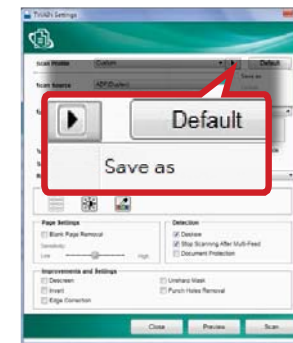 TWAIN Settings
Scan Profile Custom Default
Save as
Scan Source ADF(Duplex)
Default
Save as
Page Settings
Detection
Blank Page Removal
Deskew
Sensitivity
Stop Scanning After Multi-Feed
Low High
Document Protection
Improvements and Settings
Descreen
Unsharp Mask
Invert
Punch Holes Removal
Edge Correction
Close Preview Scan